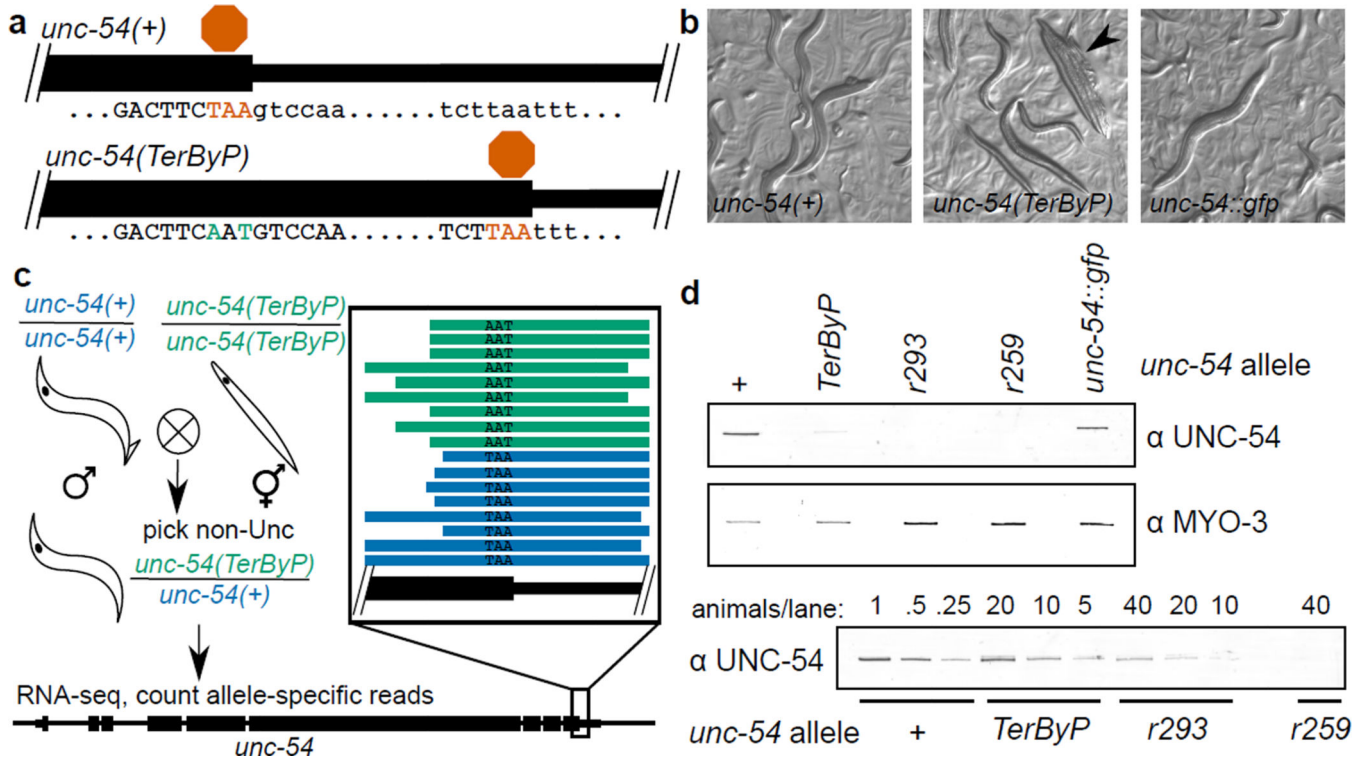 a
unc-54(+)
...GACTTCTAAgtccaa......tcttaattt...
unc-54(TerByP)
...GACTTCAATGTCCAA......TCTTAAttt...
b
unc-54(+)
unc-54(TerByP)
unc-54::gfp
c
unc-54(+)
unc-54(+)
unc-54(TerByP)
unc-54(TerByP)
♂
⚥
pick non-Unc
unc-54(TerByP)
unc-54(+)
RNA-seq, count allele-specific reads
unc-54
AAT
AAT
AAT
AAT
AAT
AAT
AAT
AAT
AAT
TAA
TAA
TAA
TAA
TAA
TAA
TAA
TAA
d
+ TerByP r293 r259 unc-54::gfp unc-54 allele
α UNC-54
α MYO-3
animals/lane: 1 .5 .25 20 10 5 40 20 10 40
α UNC-54
unc-54 allele + TerByP r293 r259